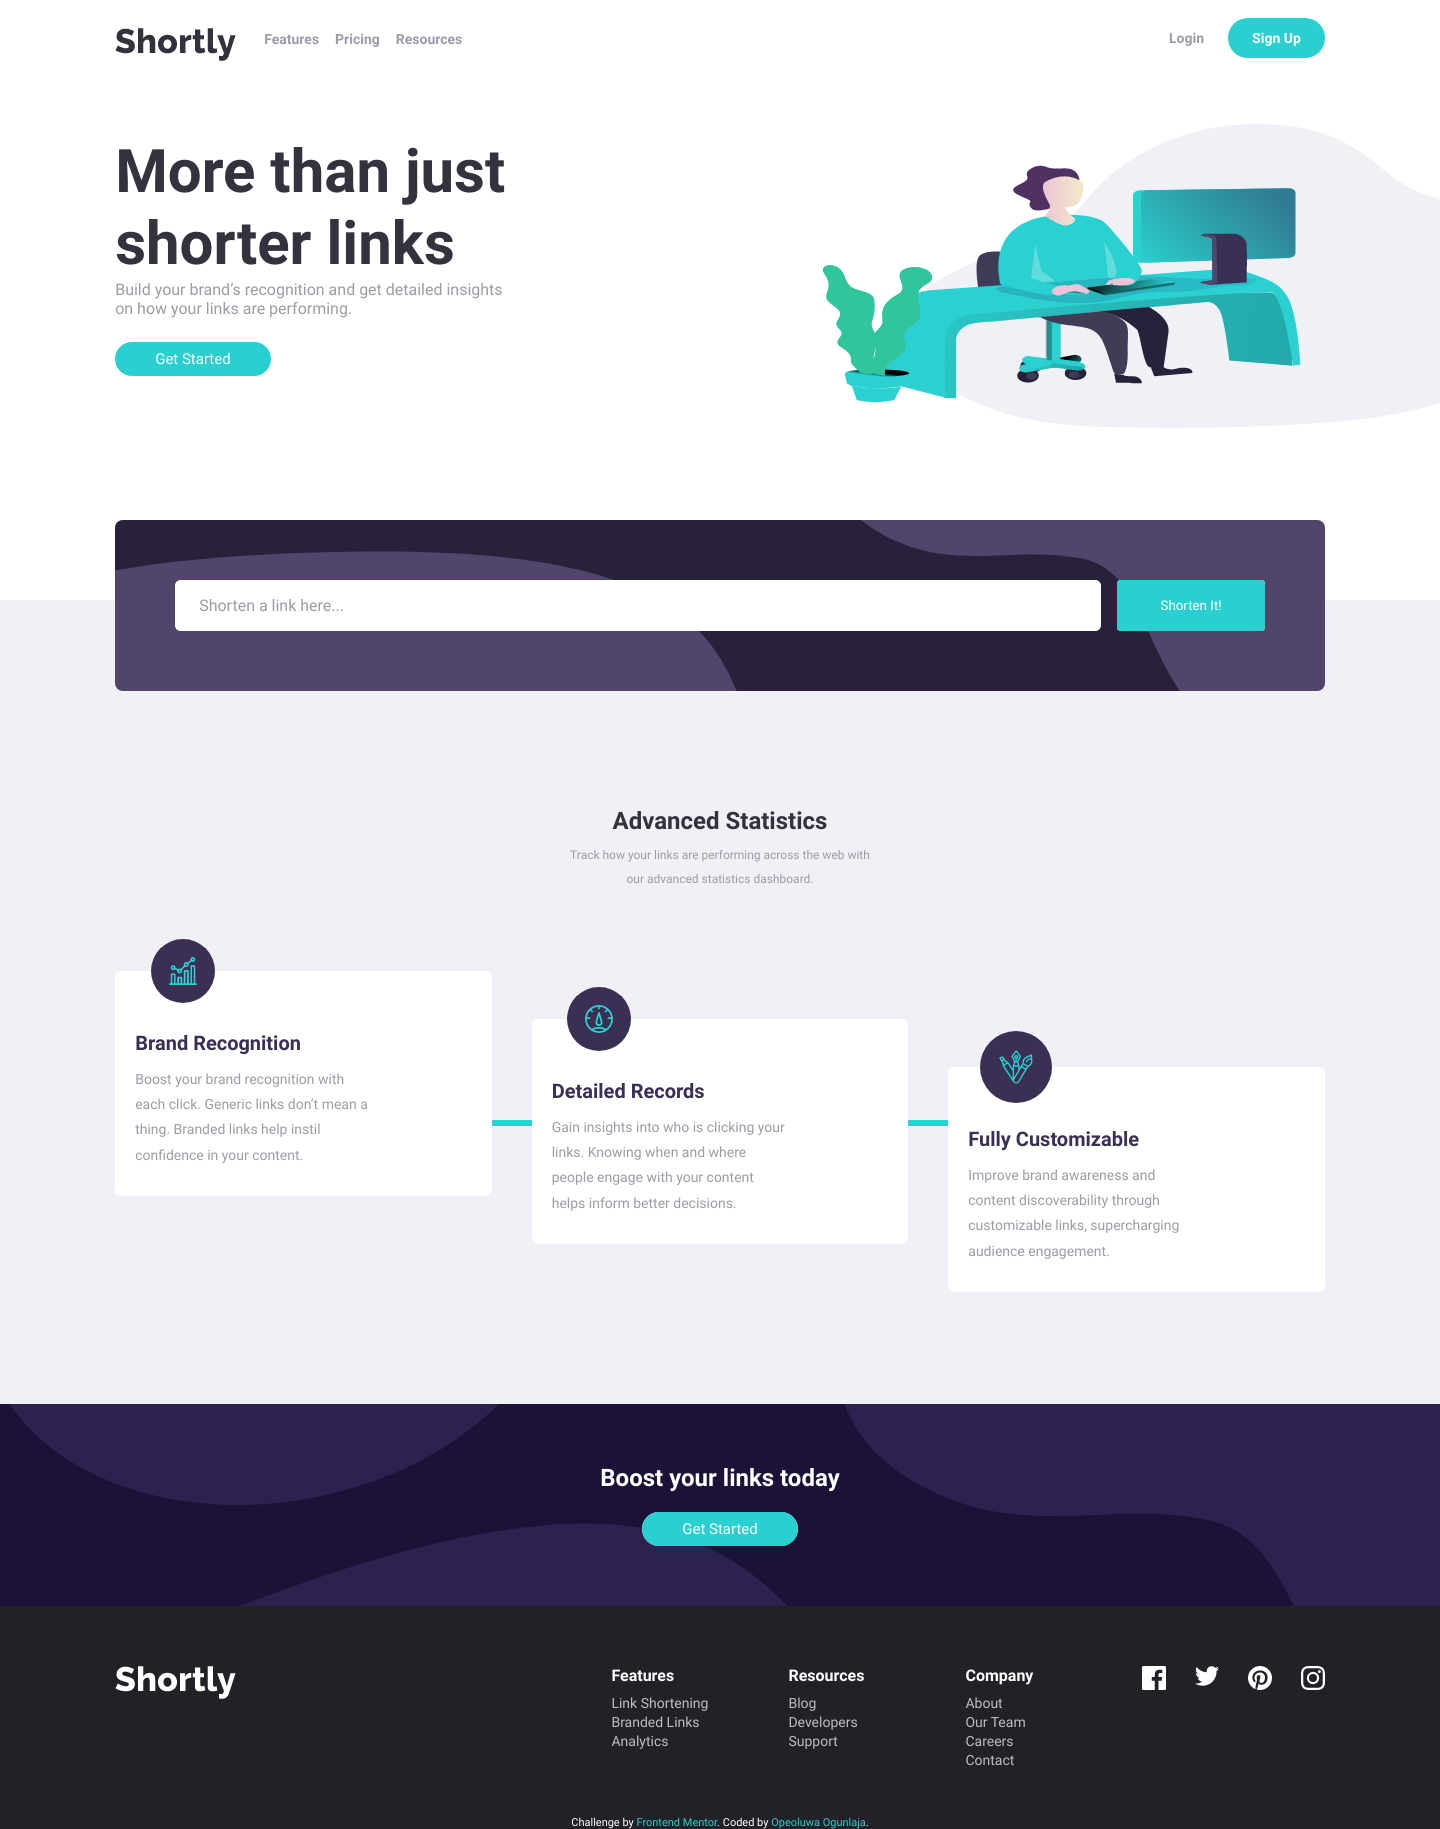 Shortly
Features Pricing Resources
Login
Sign Up
More than just
shorter links
Build your brand’s recognition and get detailed insights
on how your links are performing.
Get Started
Shorten a link here...
Shorten It!
Advanced Statistics
Track how your links are performing across the web with
our advanced statistics dashboard.
Brand Recognition
Boost your brand recognition with
each click. Generic links don’t mean a
thing. Branded links help instil
confidence in your content.
Detailed Records
Gain insights into who is clicking your
links. Knowing when and where
people engage with your content
helps inform better decisions.
Fully Customizable
Improve brand awareness and
content discoverability through
customizable links, supercharging
audience engagement.
Boost your links today
Get Started
Shortly
Features
Link Shortening
Branded Links
Analytics
Resources
Blog
Developers
Support
Company
About
Our Team
Careers
Contact
Challenge by Frontend Mentor. Coded by Opeoluwa Ogunlaja.